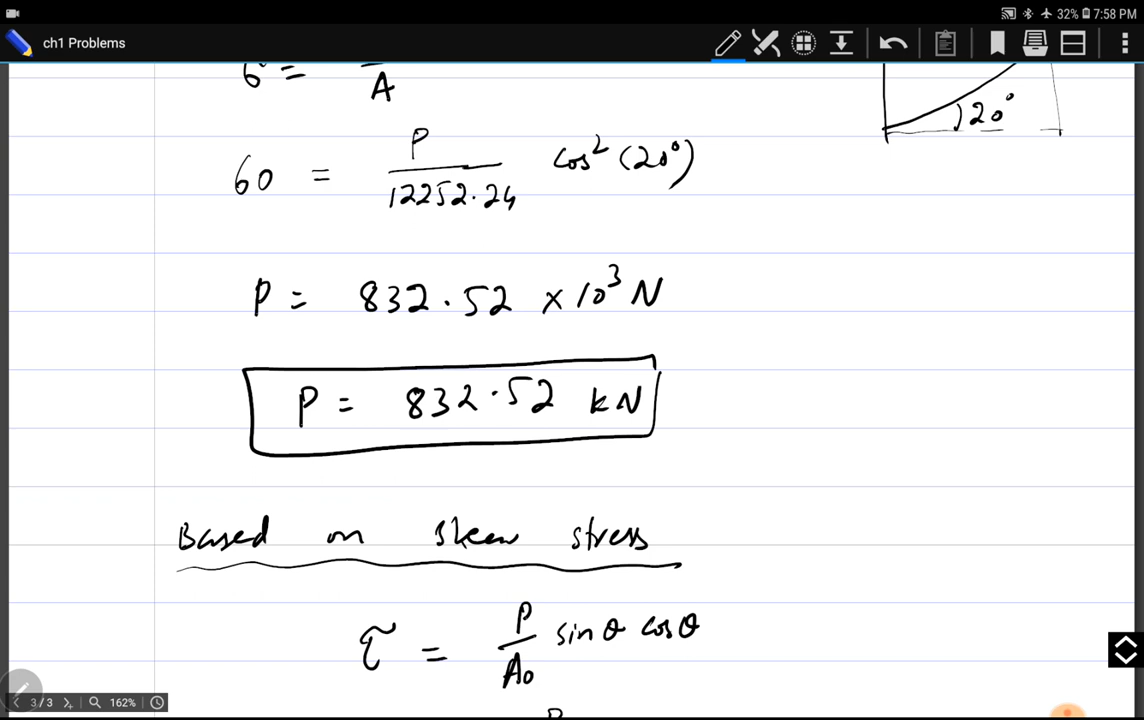 32% 7:58 PM
ch1 Problems
σ =
A
20°
60 = P / 12252.24 cos² (20°)
P = 832.52 × 10³ N
P = 832.52 kN
Based on shear stress
τ = P / A₀ sin θ cos θ
P
3/3 162%